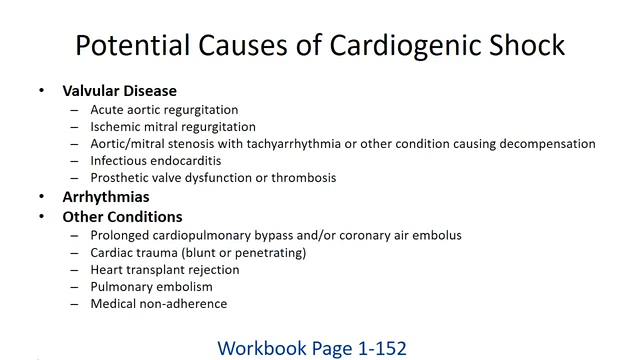 Potential Causes of Cardiogenic Shock
• Valvular Disease
– Acute aortic regurgitation
– Ischemic mitral regurgitation
– Aortic/mitral stenosis with tachyarrhythmia or other condition causing decompensation
– Infectious endocarditis
– Prosthetic valve dysfunction or thrombosis
• Arrhythmias
• Other Conditions
– Prolonged cardiopulmonary bypass and/or coronary air embolus
– Cardiac trauma (blunt or penetrating)
– Heart transplant rejection
– Pulmonary embolism
– Medical non-adherence
Workbook Page 1-152